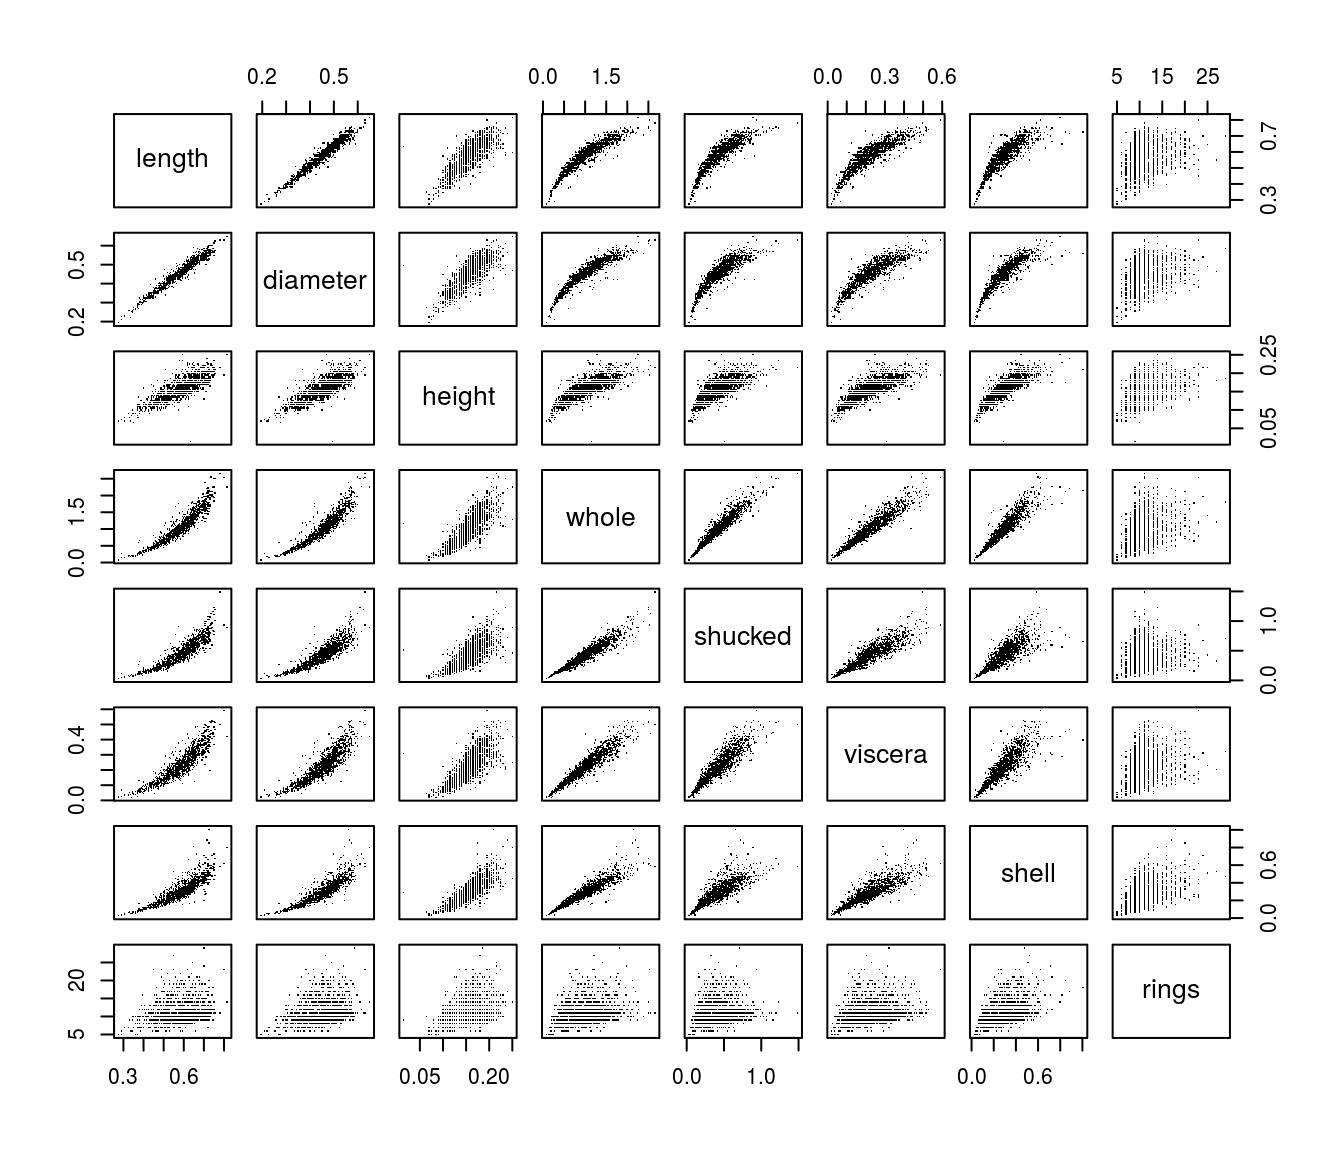 0.2 0.5 0.0 1.5 0.0 0.3 0.6 5 15 25
length 0.3 0.7
0.2 0.5 diameter
height 0.05 0.25
0.0 1.5 whole
shucked 0.0 1.0
0.0 0.4 viscera
shell 0.0 0.6
5 20 rings
0.3 0.6 0.05 0.20 0.0 1.0 0.0 0.6